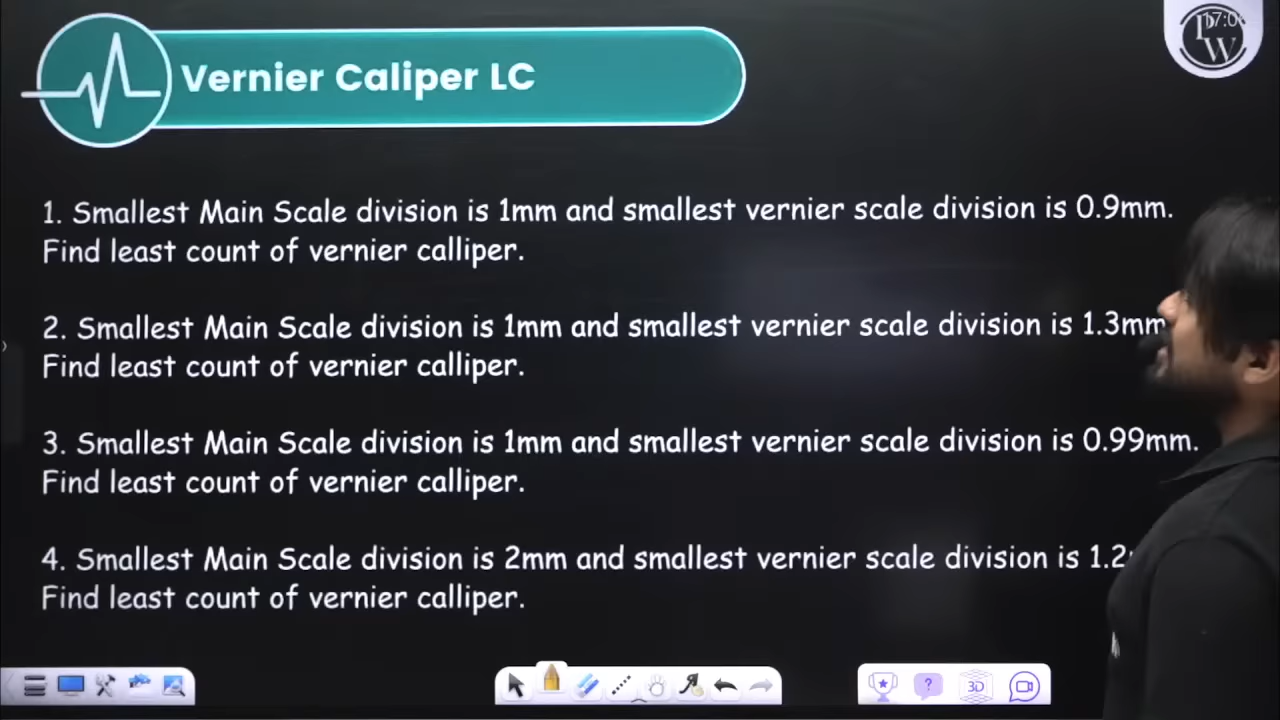 Vernier Caliper LC
1. Smallest Main Scale division is 1mm and smallest vernier scale division is 0.9mm.
Find least count of vernier calliper.
2. Smallest Main Scale division is 1mm and smallest vernier scale division is 1.3mm
Find least count of vernier calliper.
3. Smallest Main Scale division is 1mm and smallest vernier scale division is 0.99mm.
Find least count of vernier calliper.
4. Smallest Main Scale division is 2mm and smallest vernier scale division is 1.2
Find least count of vernier calliper.
PW
3D
?